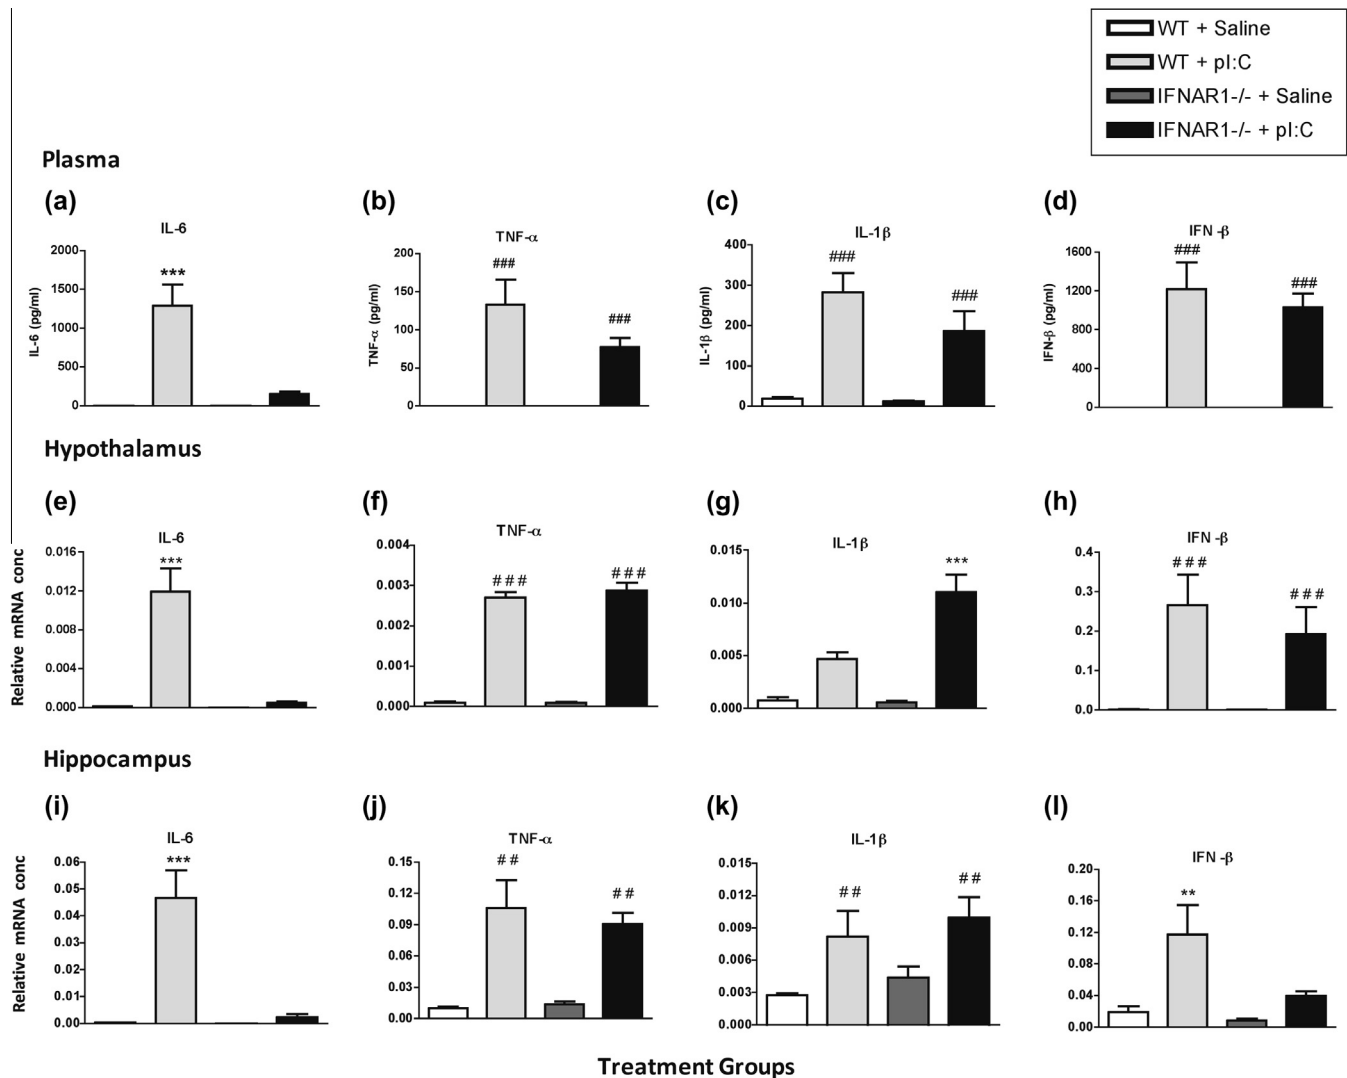 WT + Saline
WT + pI:C
IFNAR1-/- + Saline
IFNAR1-/- + pI:C
Plasma
(a)
IL-6
IL-6 (pg/ml)
2000
1500
1000
500
0
***
(b)
TNF-α
TNF-α (pg/ml)
200
150
100
50
0
###
###
(c)
IL-1β
IL-1β (pg/ml)
400
300
200
100
0
###
###
(d)
IFN -β
IFN-β (pg/ml)
1600
1200
800
400
0
###
###
Hypothalamus
(e)
IL-6
Relative mRNA conc
0.016
0.012
0.008
0.004
0.000
***
(f)
TNF-α
0.004
0.003
0.002
0.001
0.000
# # #
# # #
(g)
IL-1β
0.015
0.010
0.005
0.000
***
(h)
IFN -β
0.4
0.3
0.2
0.1
0.0
# # #
# # #
Hippocampus
(i)
IL-6
Relative mRNA conc
0.06
0.05
0.04
0.03
0.02
0.01
0.00
***
(j)
TNF-α
0.15
0.12
0.09
0.06
0.03
0.00
# #
# #
(k)
IL-1β
0.015
0.012
0.009
0.006
0.003
0.000
# #
# #
(l)
IFN -β
0.20
0.16
0.12
0.08
0.04
0.00
**
Treatment Groups